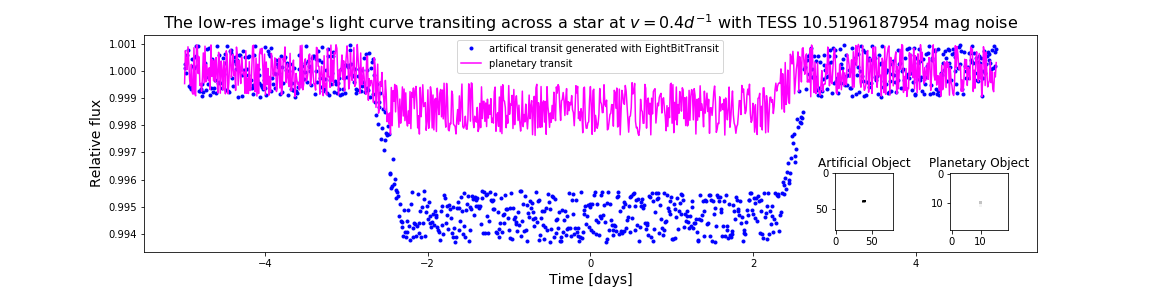 The low-res image's light curve transiting across a star at v = 0.4d⁻¹ with TESS 10.5196187954 mag noise
artifical transit generated with EightBitTransit
planetary transit
Relative flux
1.001
1.000
0.999
0.998
0.997
0.996
0.995
0.994
Artificial Object
0
50
0 50
Planetary Object
0
10
0 10
−4 −2 0 2 4
Time [days]